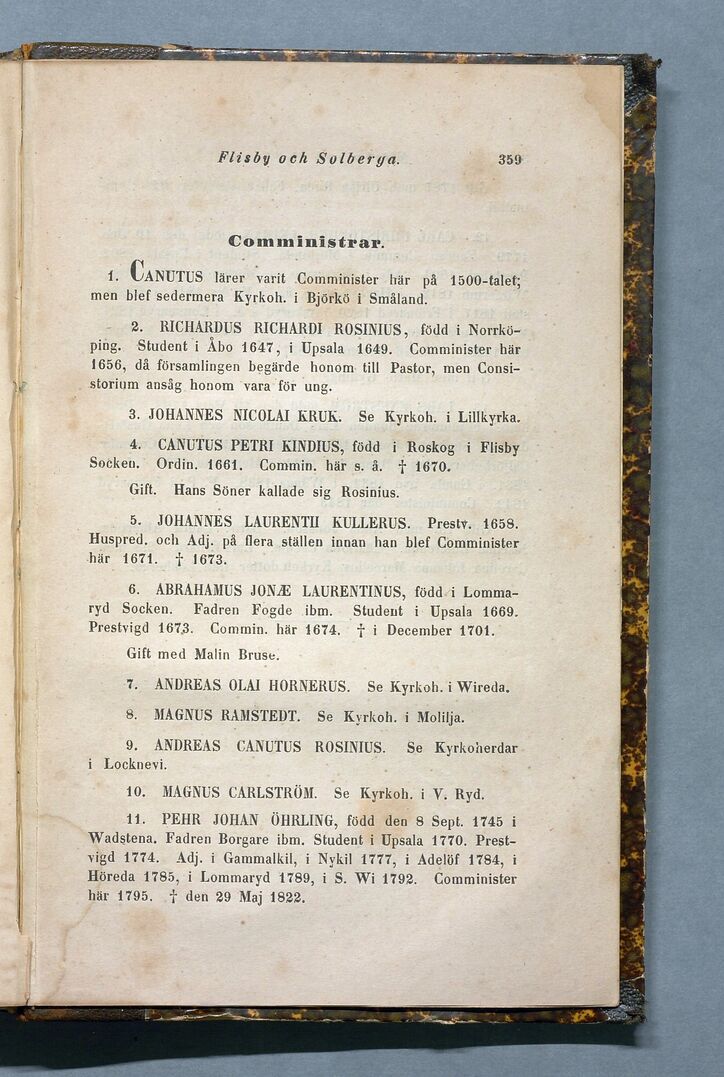 Flisby och Solberga. 359
Comministrar.
1. CANUTUS lärer varit Comminister här på 1500-talet;
men blef sedermera Kyrkoh. i Björkö i Småland.
2. RICHARDUS RICHARDI ROSINIUS, född i Norrkö-
ping. Student i Åbo 1647, i Upsala 1649. Comminister här
1656, då församlingen begärde honom till Pastor, men Consi-
storium ansåg honom vara för ung.
3. JOHANNES NICOLAI KRUK. Se Kyrkoh. i Lillkyrka.
4. CANUTUS PETRI KINDIUS, född i Roskog i Flisby
Socken. Ordin. 1661. Commin. här s. å. † 1670.
Gift. Hans Söner kallade sig Rosinius.
5. JOHANNES LAURENTII KULLERUS. Prestv. 1658.
Huspred. och Adj. på flera ställen innan han blef Comminister
här 1671. † 1673.
6. ABRAHAMUS JONÆ LAURENTINUS, född i Lomma-
ryd Socken. Fadren Fogde ibm. Student i Upsala 1669.
Prestvigd 1673. Commin. här 1674. † i December 1701.
Gift med Malin Bruse.
7. ANDREAS OLAI HORNERUS. Se Kyrkoh. i Wireda.
8. MAGNUS RAMSTEDT. Se Kyrkoh. i Molilja.
9. ANDREAS CANUTUS ROSINIUS. Se Kyrkoherdar
i Locknevi.
10. MAGNUS CARLSTRÖM. Se Kyrkoh. i V. Ryd.
11. PEHR JOHAN ÖHRLING, född den 8 Sept. 1745 i
Wadstena. Fadren Borgare ibm. Student i Upsala 1770. Prest-
vigd 1774. Adj. i Gammalkil, i Nykil 1777, i Adelöf 1784, i
Höreda 1785, i Lommaryd 1789, i S. Wi 1792. Comminister
här 1795. † den 29 Maj 1822.